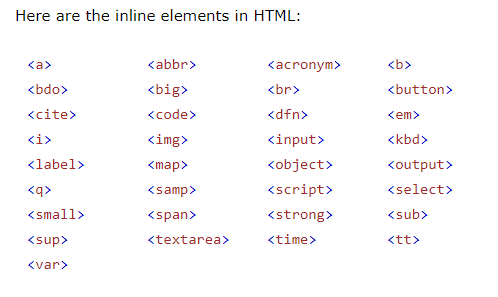 Here are the inline elements in HTML:
<a> <abbr> <acronym> <b>
<bdo> <big> <br> <button>
<cite> <code> <dfn> <em>
<i> <img> <input> <kbd>
<label> <map> <object> <output>
<q> <samp> <script> <select>
<small> <span> <strong> <sub>
<sup> <textarea> <time> <tt>
<var>